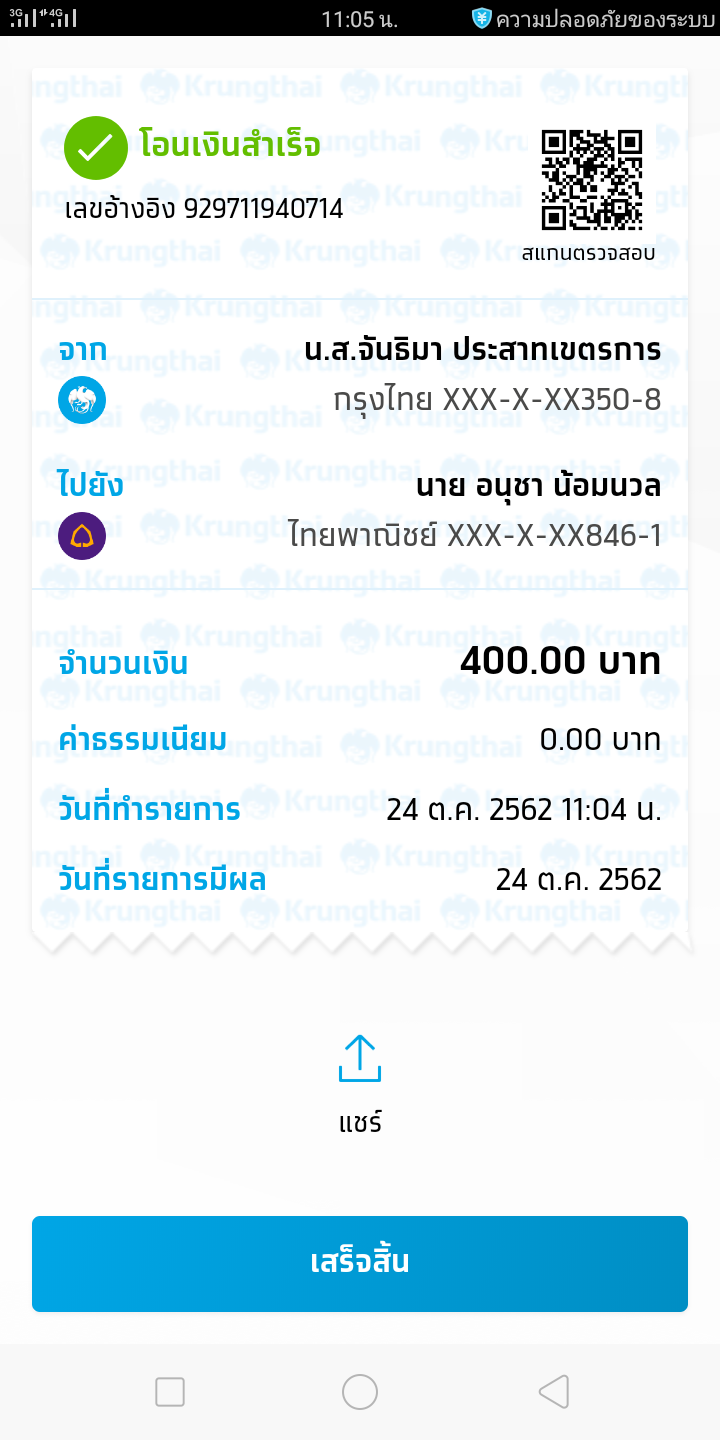 3G 4G 11:05 น. ความปลอดภัยของระบบ
โอนเงินสำเร็จ
เลขอ้างอิง 929711940714
สแกนตรวจสอบ
จาก น.ส.จันธิมา ประสาทเขตรการ
กรุงไทย XXX-X-XX350-8
ไปยัง นาย อนุชา น้อมนวล
ไทยพาณิชย์ XXX-X-XX846-1
จำนวนเงิน 400.00 บาท
ค่าธรรมเนียม 0.00 บาท
วันที่ทำรายการ 24 ต.ค. 2562 11:04 น.
วันที่รายการมีผล 24 ต.ค. 2562
แชร์
เสร็จสิ้น